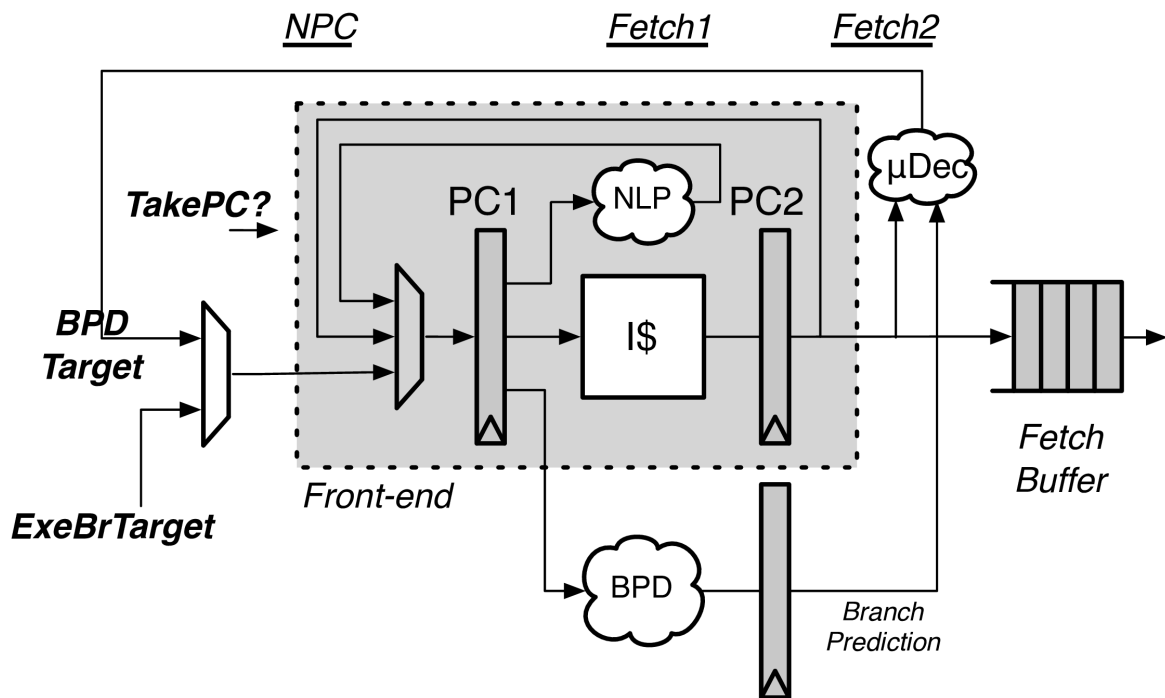 NPC
Fetch1
Fetch2
µDec
TakePC?
PC1
NLP
PC2
BPD
Target
I$
Fetch
Buffer
Front-end
ExeBrTarget
BPD
Branch
Prediction